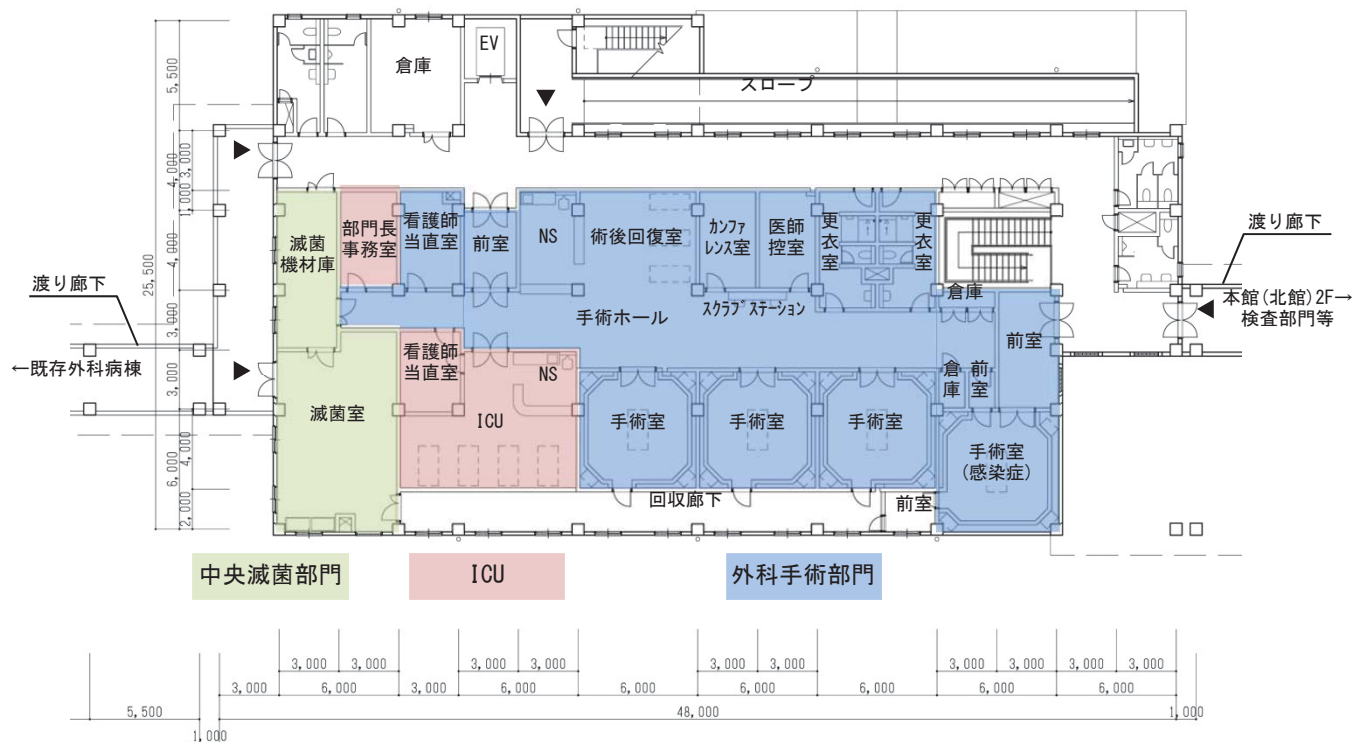 EV
倉庫
スロープ
5,500
4,000
3,000
1,000
4,000
25,500
3,000
3,000
6,000
4,000
2,000
滅菌
機材庫
部門長
事務室
看護師
当直室
前室
NS
術後回復室
カンファ
レンス室
医師
控室
更衣室
更衣室
渡り廊下
渡り廊下
本館(北館)2F→
検査部門等
倉庫
スクラブステーション
手術ホール
←既存外科病棟
看護師
当直室
NS
倉庫
前室
前室
滅菌室
ICU
手術室
手術室
手術室
手術室
(感染症)
回収廊下
前室
中央滅菌部門
ICU
外科手術部門
3,000
3,000
3,000
3,000
3,000
3,000
3,000
3,000
3,000
3,000
3,000
6,000
3,000
6,000
6,000
6,000
6,000
6,000
6,000
5,500
48,000
1,000
1,000